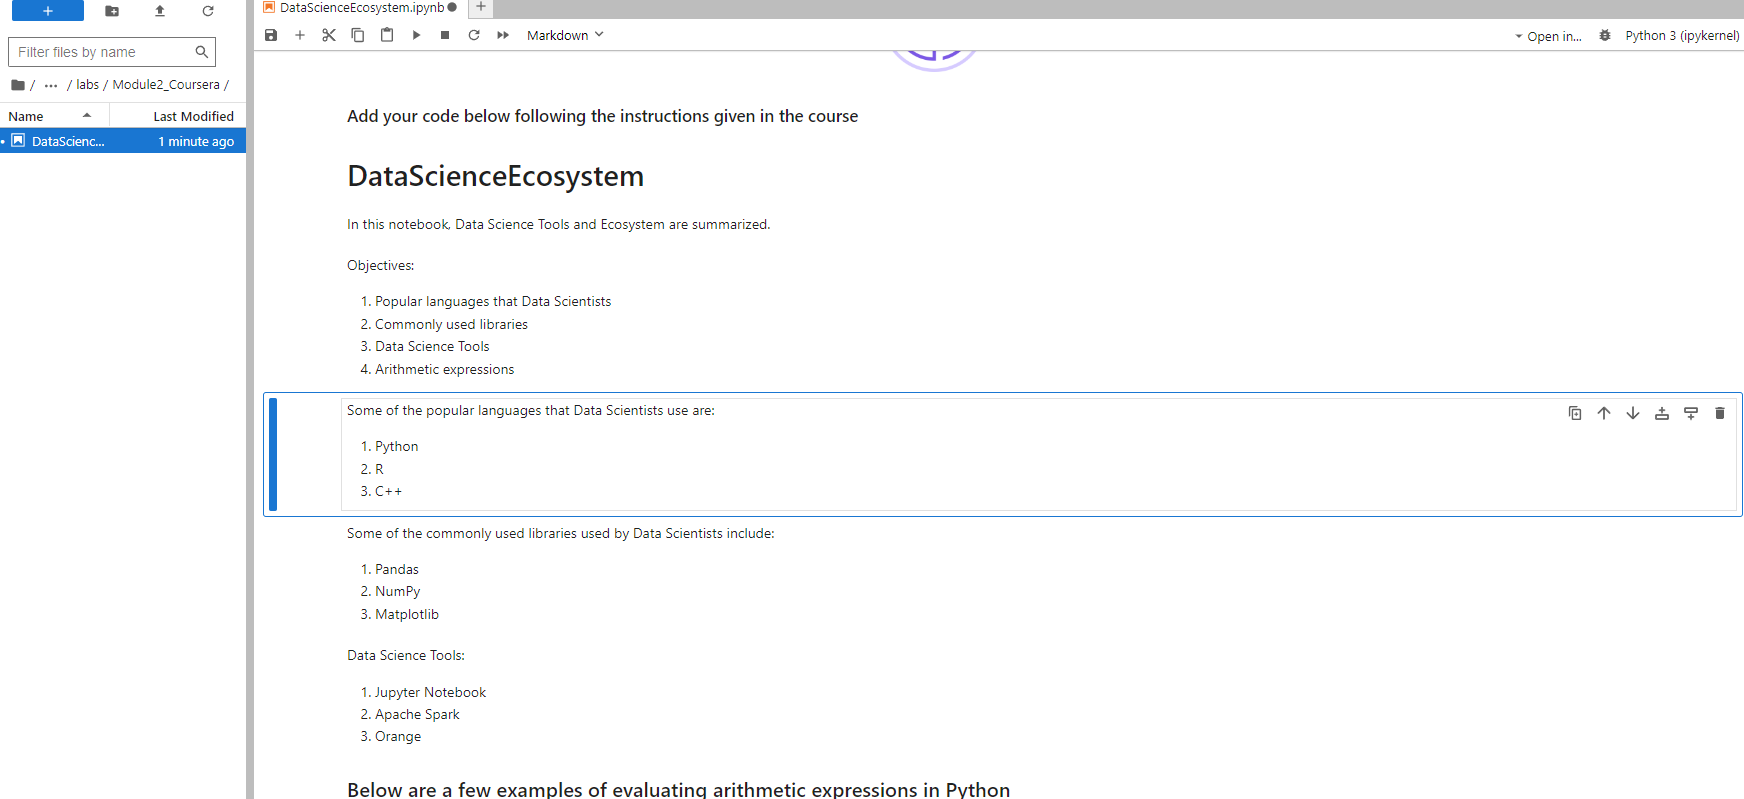 DataScienceEcosystem.ipynb
Markdown
Open in...
Python 3 (ipykernel)
Filter files by name
/ ... / labs / Module2_Coursera /
Name Last Modified
DataScienc... 1 minute ago
Add your code below following the instructions given in the course
DataScienceEcosystem
In this notebook, Data Science Tools and Ecosystem are summarized.
Objectives:
1. Popular languages that Data Scientists
2. Commonly used libraries
3. Data Science Tools
4. Arithmetic expressions
Some of the popular languages that Data Scientists use are:
1. Python
2. R
3. C++
Some of the commonly used libraries used by Data Scientists include:
1. Pandas
2. NumPy
3. Matplotlib
Data Science Tools:
1. Jupyter Notebook
2. Apache Spark
3. Orange
Below are a few examples of evaluating arithmetic expressions in Python